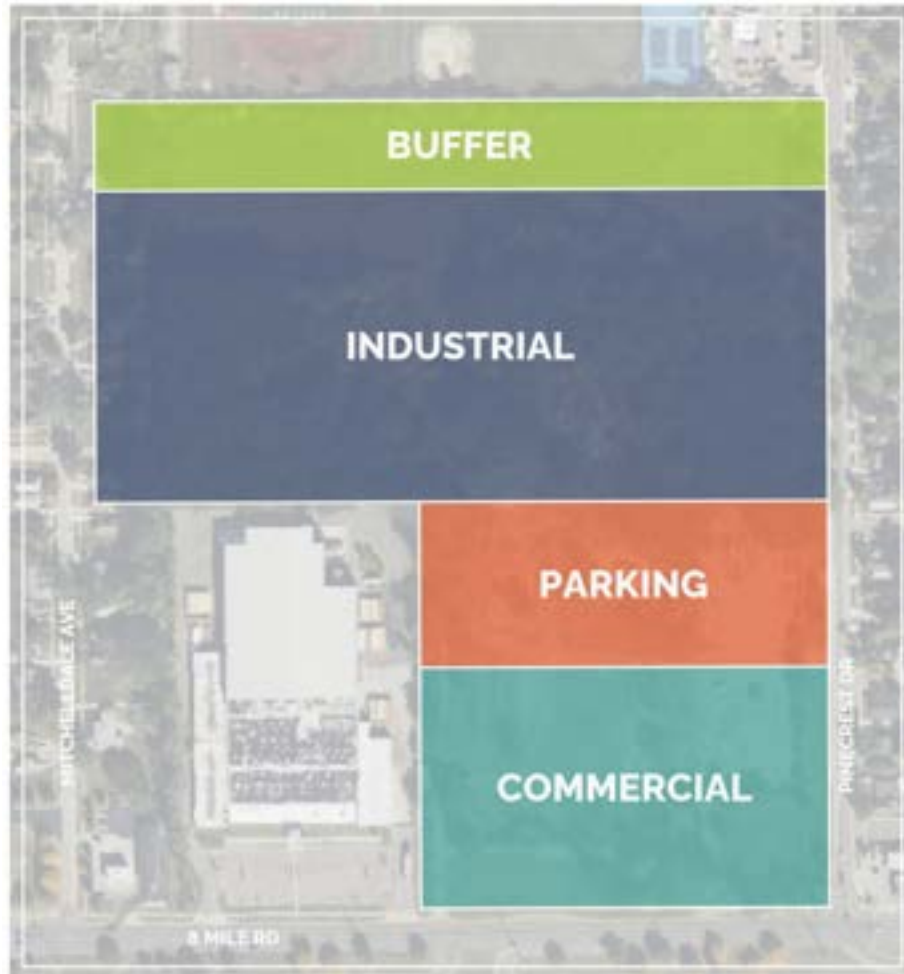 BUFFER
INDUSTRIAL
PARKING
MITCHELLDALE AVE
PINECREST DR
COMMERCIAL
8 MILE RD